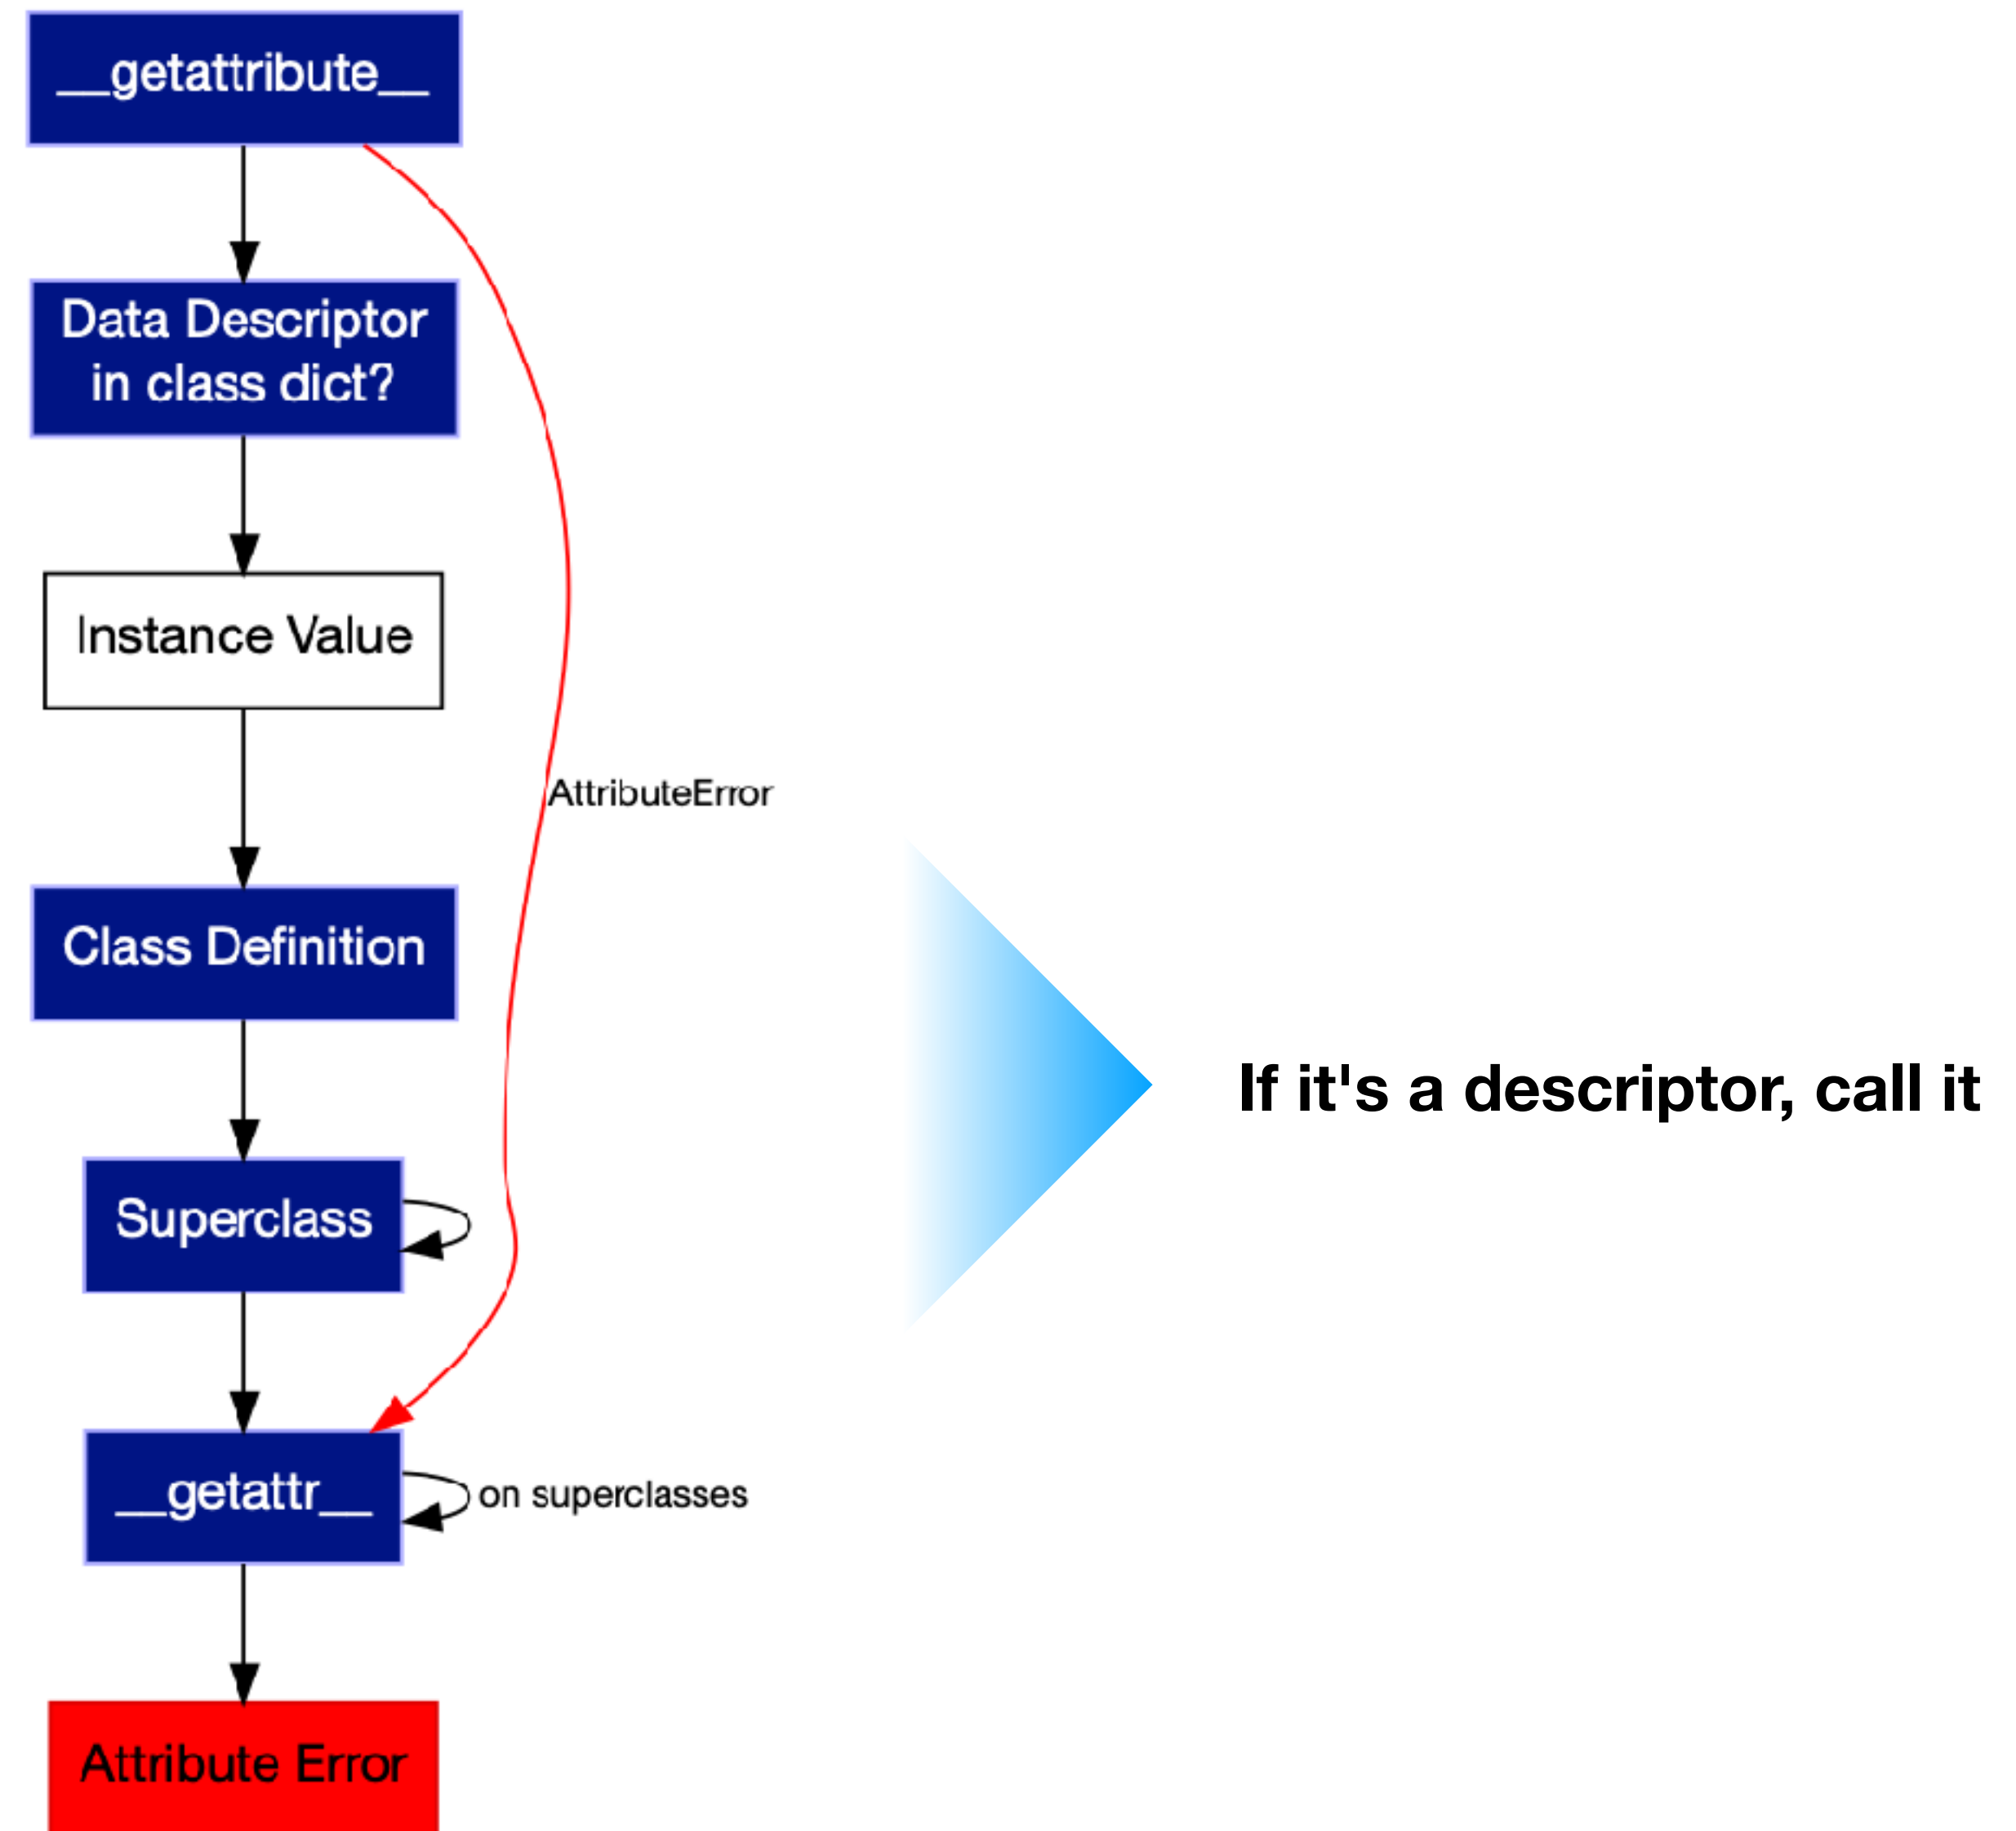 __getattribute__
Data Descriptor
in class dict?
Instance Value
AttributeError
Class Definition
If it's a descriptor, call it
Superclass
__getattr__
on superclasses
Attribute Error